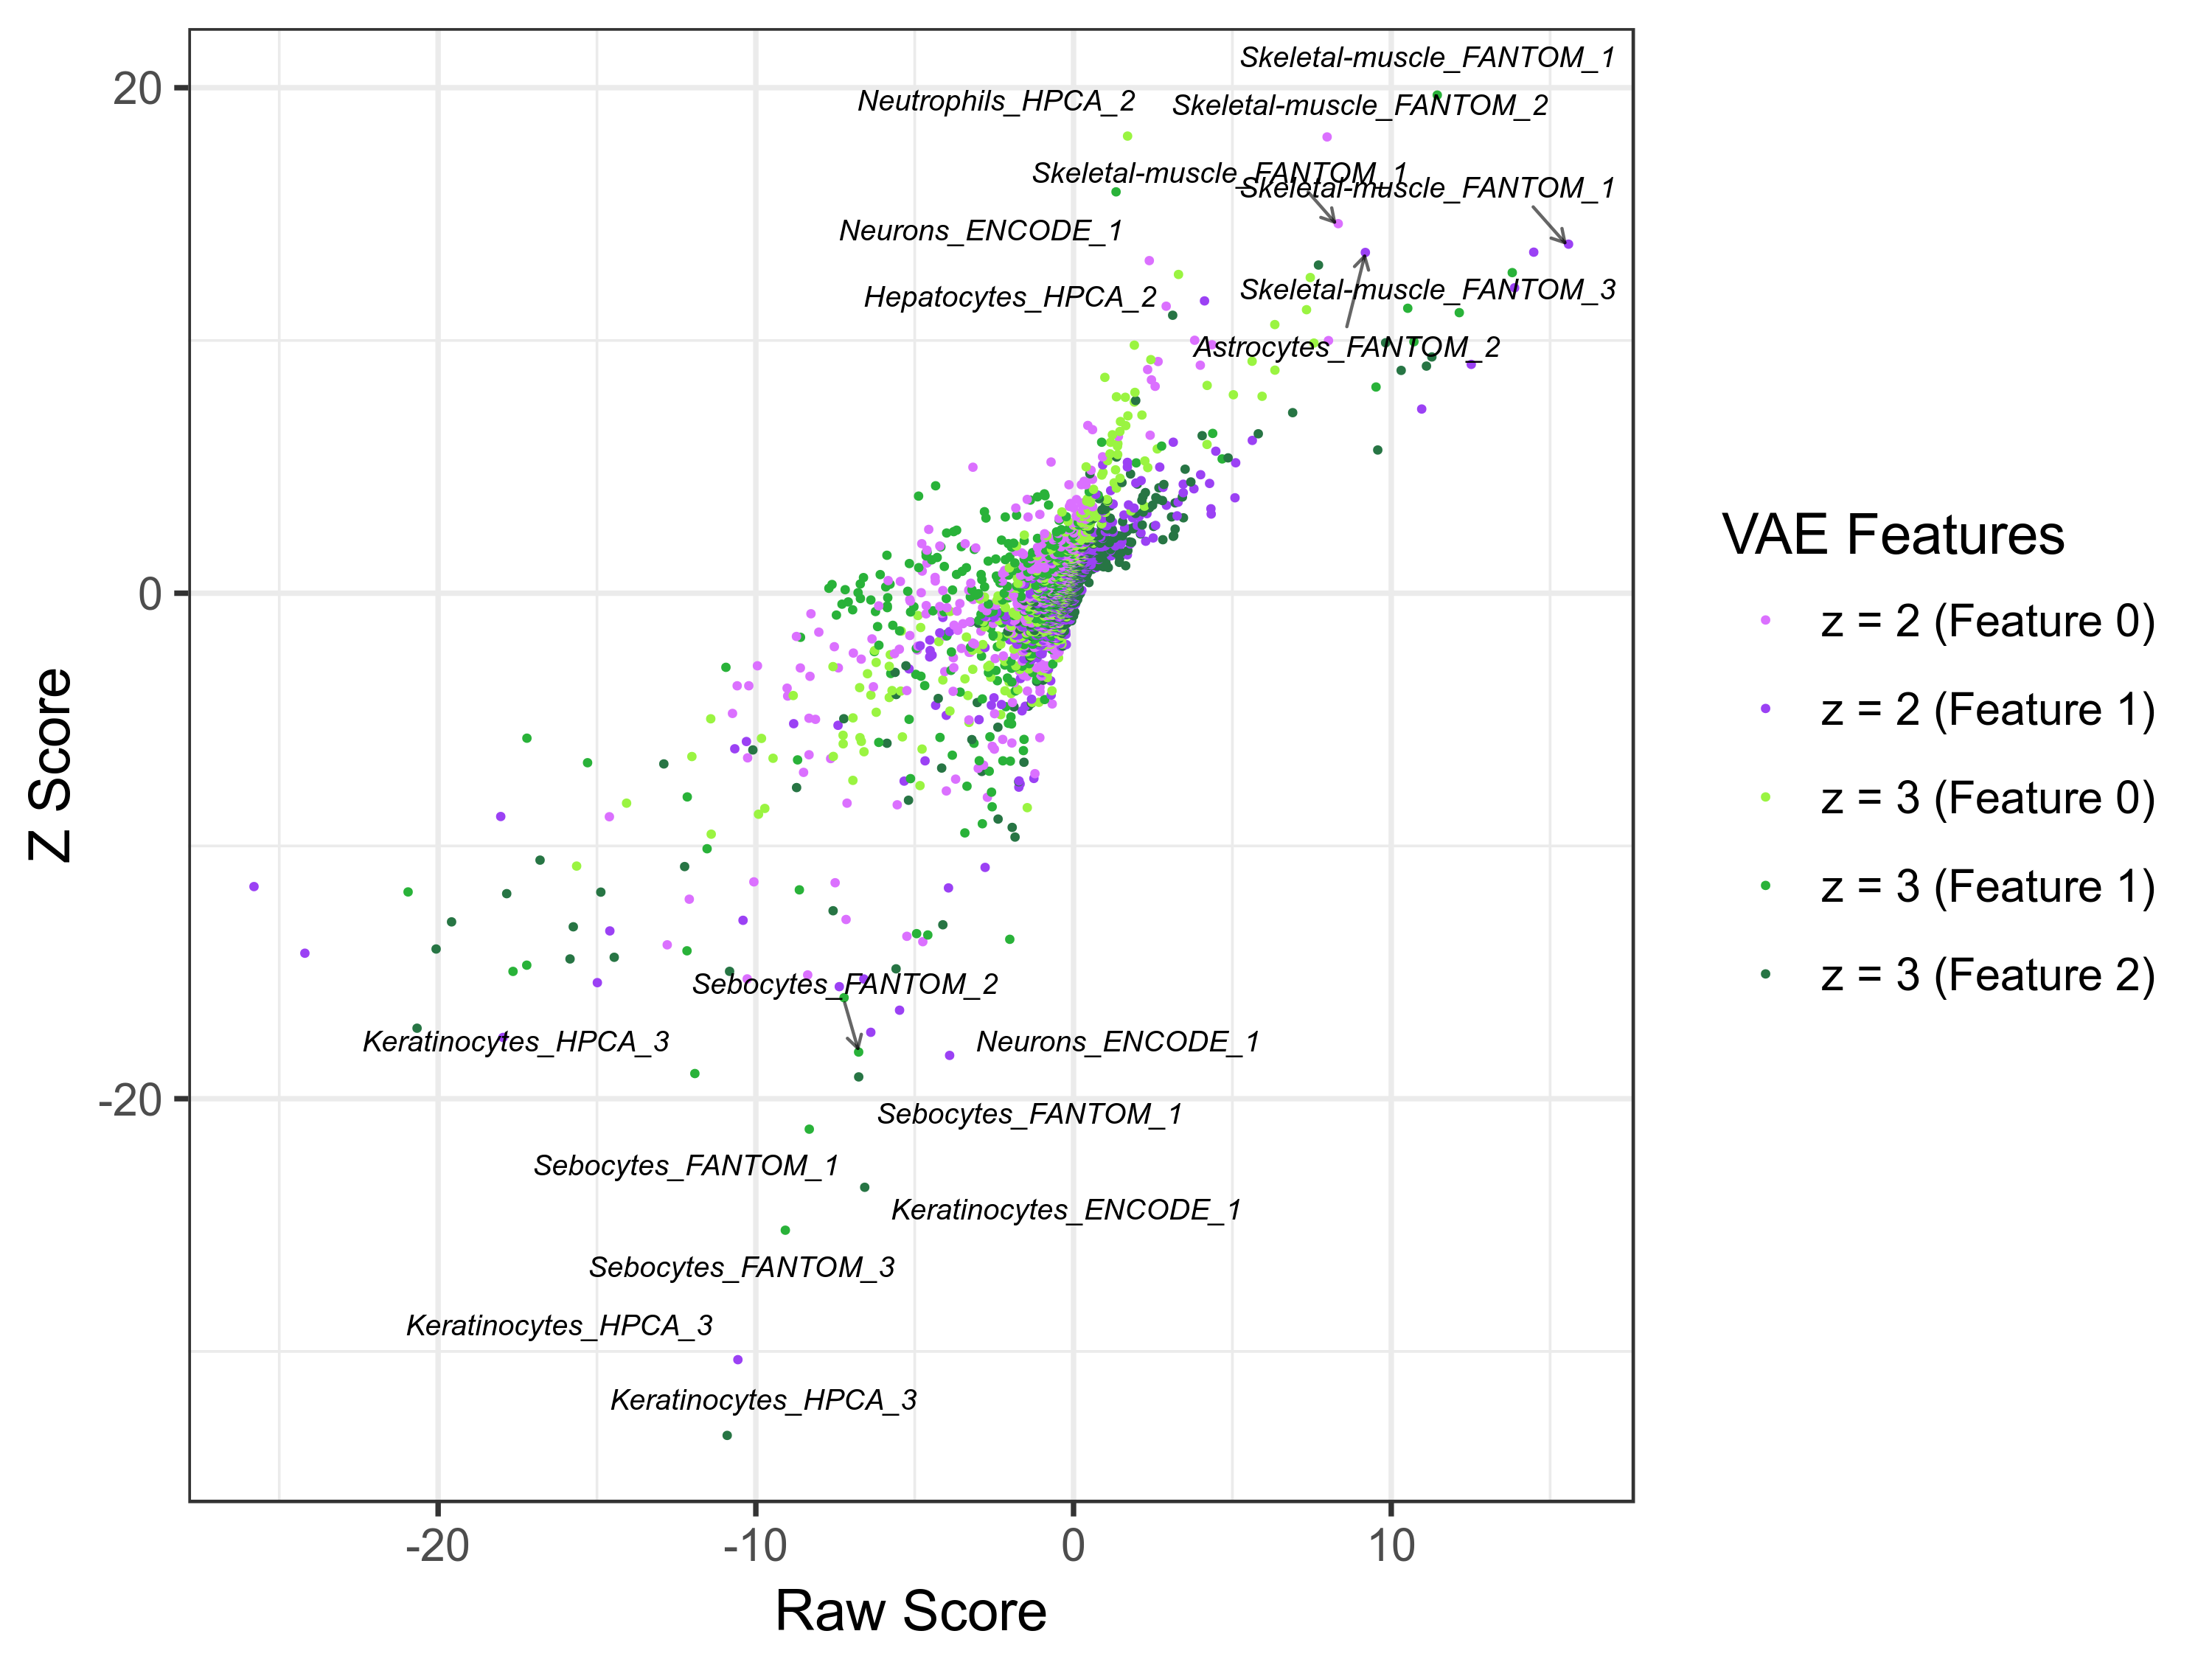 Skeletal-muscle_FANTOM_1
20
Neutrophils_HPCA_2
Skeletal-muscle_FANTOM_2
Skeletal-muscle_FANTOM_1
Skeletal-muscle_FANTOM_1
Neurons_ENCODE_1
Skeletal-muscle_FANTOM_3
Hepatocytes_HPCA_2
Astrocytes_FANTOM_2
VAE Features
0
z = 2 (Feature 0)
z = 2 (Feature 1)
Z Score
z = 3 (Feature 0)
z = 3 (Feature 1)
z = 3 (Feature 2)
Sebocytes_FANTOM_2
Keratinocytes_HPCA_3
Neurons_ENCODE_1
-20
Sebocytes_FANTOM_1
Sebocytes_FANTOM_1
Keratinocytes_ENCODE_1
Sebocytes_FANTOM_3
Keratinocytes_HPCA_3
Keratinocytes_HPCA_3
-20
-10
0
10
Raw Score